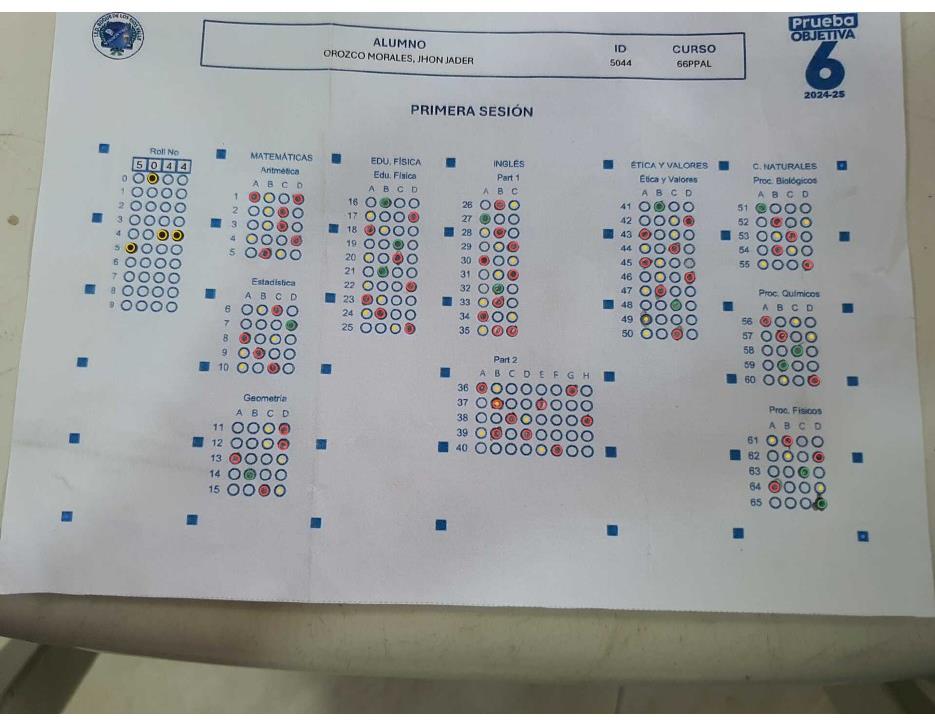 Prueba
OBJETIVA
6
2024-25
ALUMNO
OROZCO MORALES, JHON JADER
ID
5044
CURSO
66PPAL
PRIMERA SESIÓN
Roll No
5 0 4 4
0
1
2
3
4
5
6
7
8
9
MATEMÁTICAS
Aritmética
A B C D
1
2
3
4
5
Estadística
A B C D
6
7
8
9
10
Geometría
A B C D
11
12
13
14
15
EDU. FÍSICA
Edu. Física
A B C D
16
17
18
19
20
21
22
23
24
25
INGLÉS
Part 1
A B C
26
27
28
29
30
31
32
33
34
35
Part 2
A B C D E F G H
36
37
38
39
40
ÉTICA Y VALORES
Ética y Valores
A B C D
41
42
43
44
45
46
47
48
49
50
C. NATURALES
Proc. Biológicos
A B C D
51
52
53
54
55
Proc. Químicos
A B C D
56
57
58
59
60
Proc. Físicos
A B C D
61
62
63
64
65